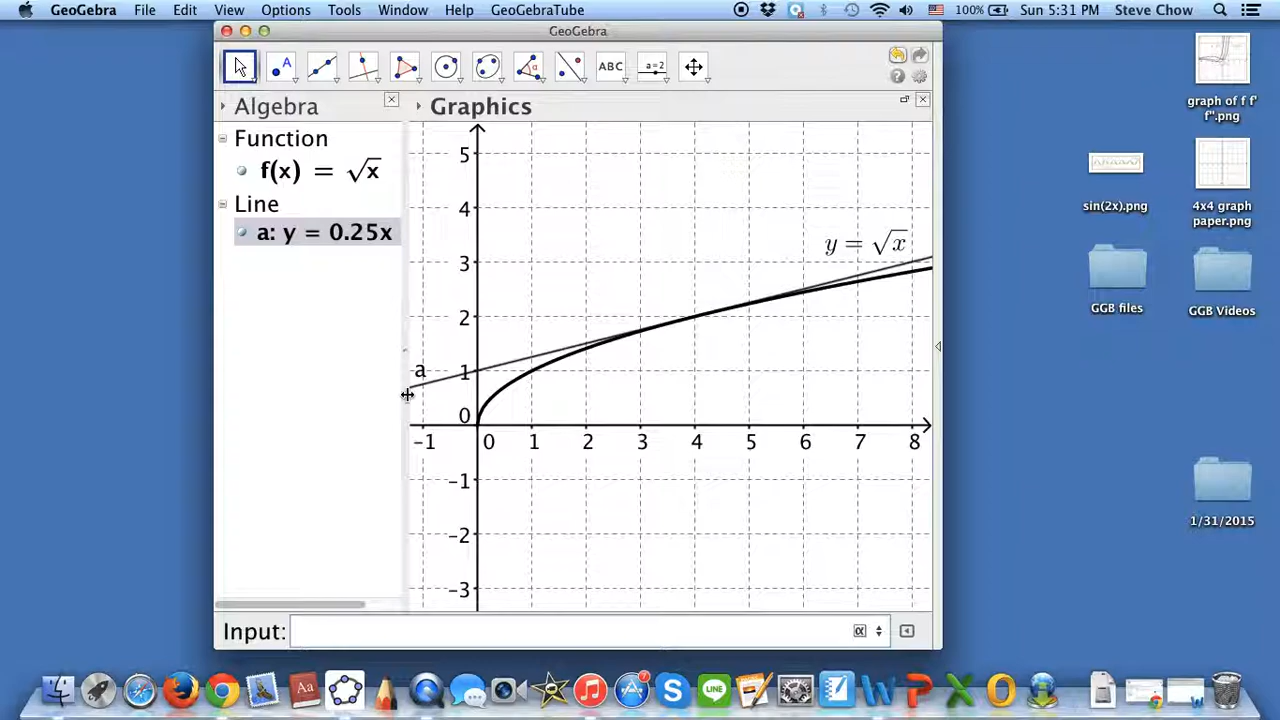 GeoGebra File Edit View Options Tools Window Help GeoGebraTube 100% Sun 5:31 PM Steve Chow
GeoGebra
A α ABC a=2
Algebra Graphics
Function
f(x) = √x
Line
a: y = 0.25x
y = √x
a
5
4
3
2
1
0
-1 0 1 2 3 4 5 6 7 8
-1
-2
-3
Input: α
graph of f f'
f".png
sin(2x).png
4x4 graph
paper.png
GGB files
GGB Videos
1/31/2015
Aa 7 S LINE W P X O